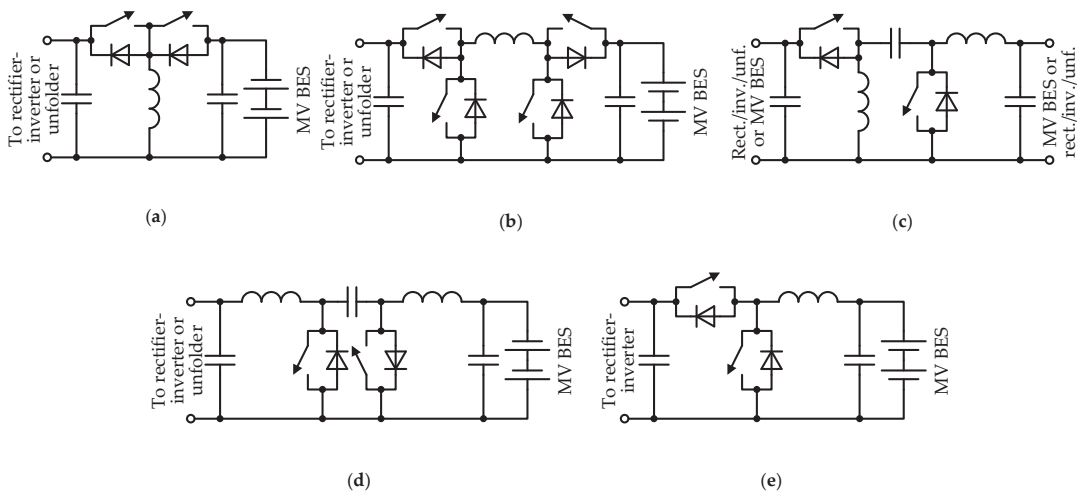 To rectifier-
inverter or
unfolder
MV BES
(a)
To rectifier-
inverter or
unfolder
MV BES
(b)
Rect./inv./unf.
or MV BES
MV BES or
rect./inv./unf.
(c)
To rectifier-
inverter or
unfolder
MV BES
(d)
To rectifier-
inverter
MV BES
(e)